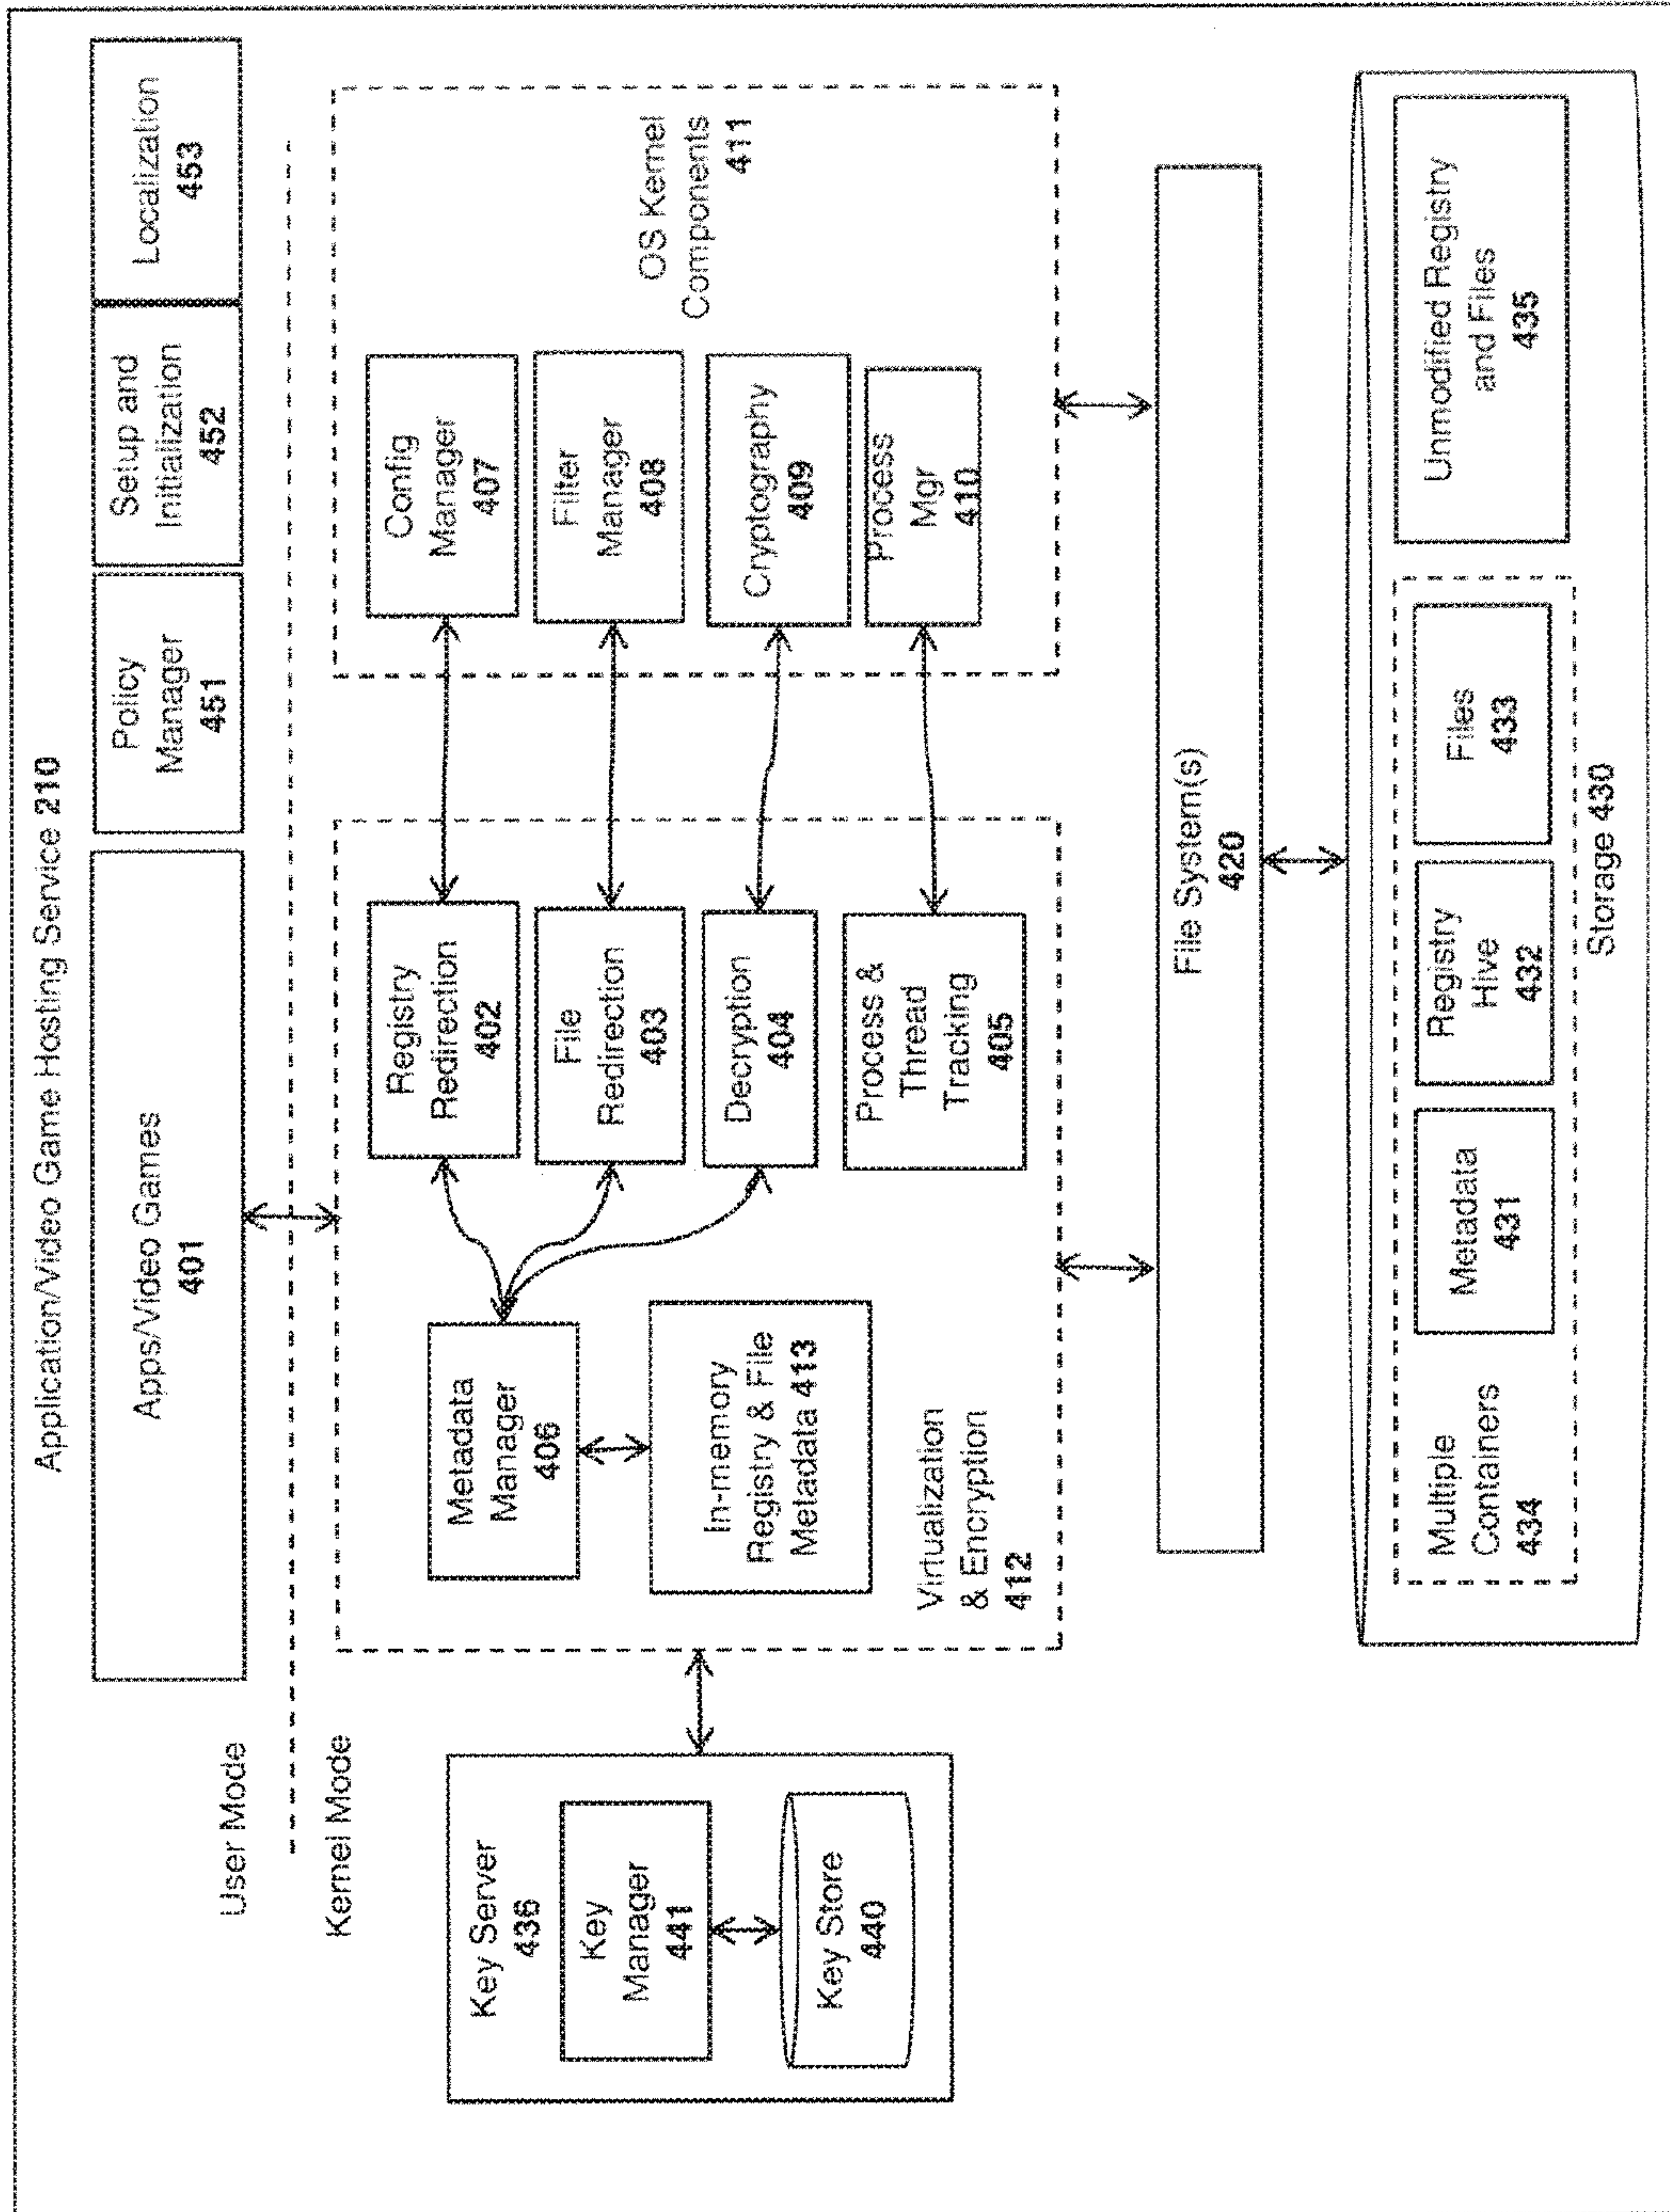 Application/Video Game Hosting Service 210
User Mode
Apps/Video Games
401
Policy
Manager
451
Setup and
Initialization
452
Localization
453
Kernel Mode
Key Server
436
Key
Manager
441
Key Store
440
Metadata
Manager
406
In-memory
Registry & File
Metadata 413
Virtualization
& Encryption
412
Registry
Redirection
402
File
Redirection
403
Decryption
404
Process &
Thread
Tracking
405
Config
Manager
407
Filter
Manager
408
Cryptography
409
Process
Mgr
410
OS Kernel
Components
411
File System(s)
420
Multiple
Containers
434
Metadata
431
Registry
Hive
432
Files
433
Unmodified Registry
and Files
435
Storage 430